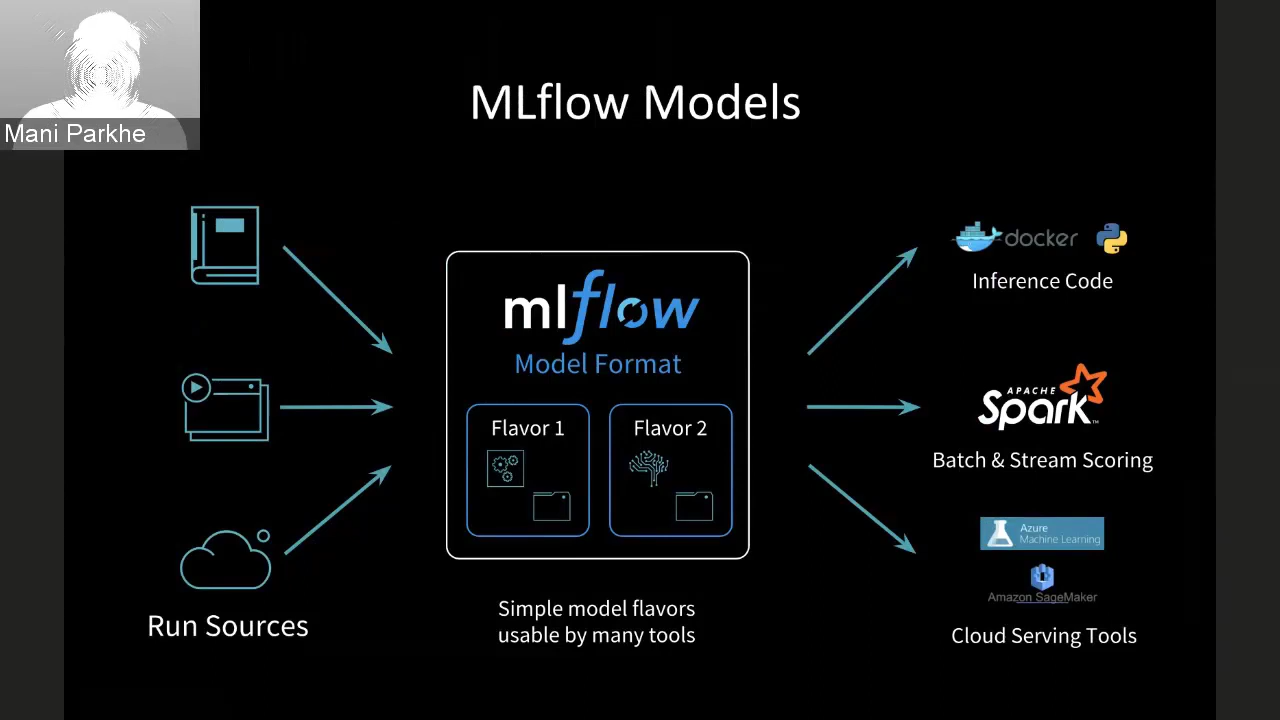 Mani Parkhe
MLflow Models
Run Sources
mlflow
Model Format
Flavor 1
Flavor 2
Simple model flavors
usable by many tools
docker
Inference Code
APACHE
Spark™
Batch & Stream Scoring
Azure
Machine Learning
Amazon SageMaker
Cloud Serving Tools